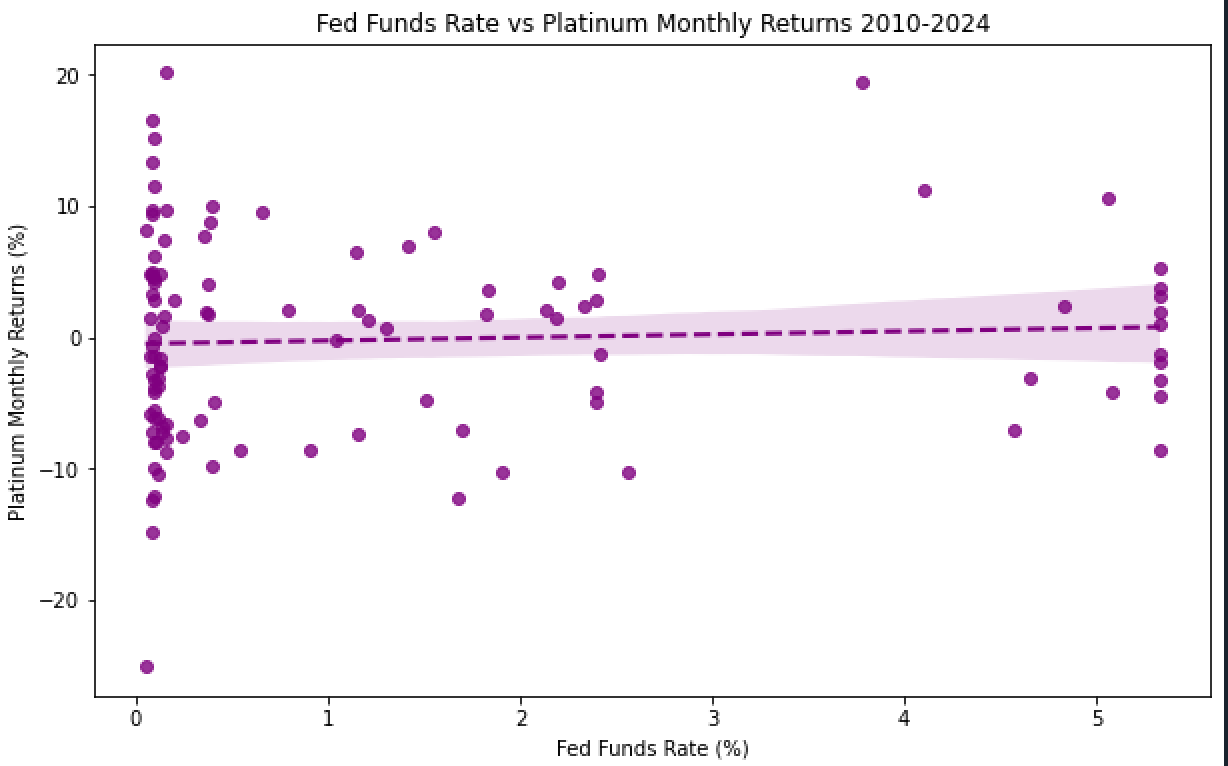 Fed Funds Rate vs Platinum Monthly Returns 2010-2024
Platinum Monthly Returns (%)
20
10
0
−10
−20
0 1 2 3 4 5
Fed Funds Rate (%)